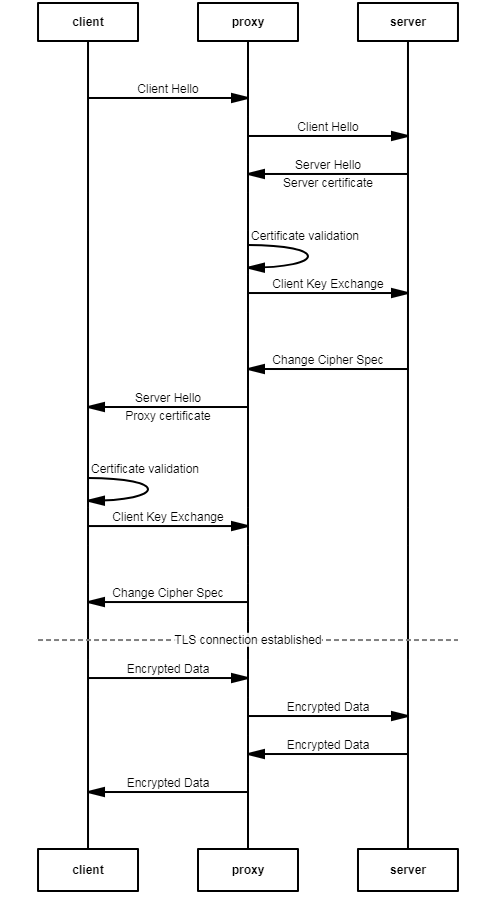 client
proxy
server
Client Hello
Client Hello
Server Hello
Server certificate
Certificate validation
Client Key Exchange
Change Cipher Spec
Server Hello
Proxy certificate
Certificate validation
Client Key Exchange
Change Cipher Spec
TLS connection established
Encrypted Data
Encrypted Data
Encrypted Data
Encrypted Data
client
proxy
server